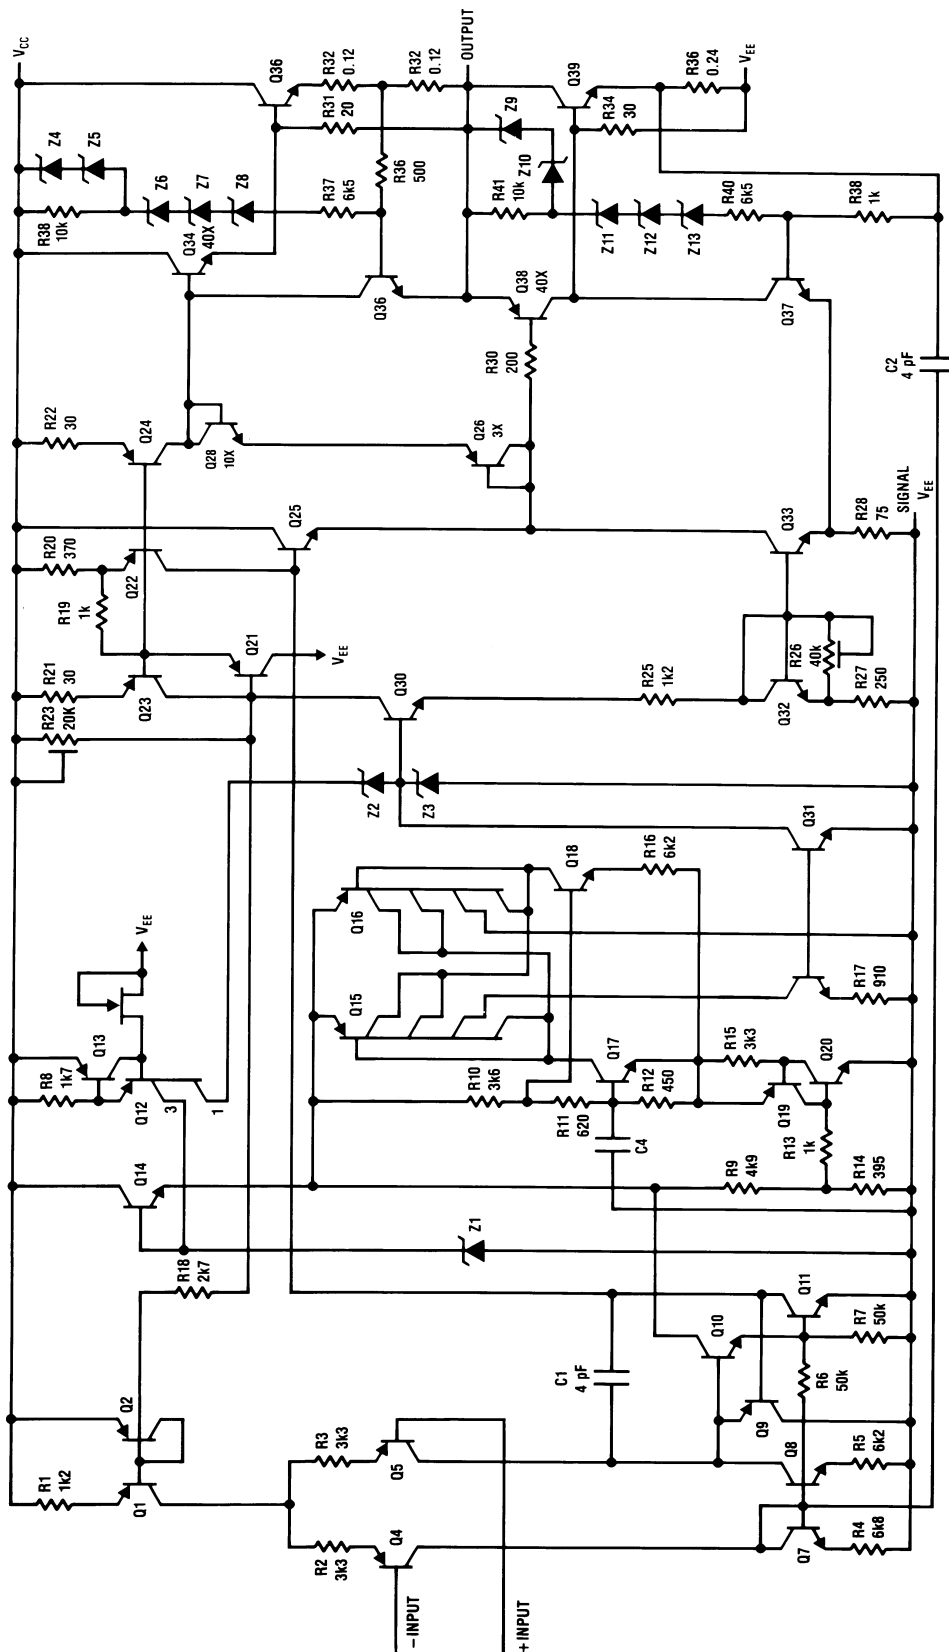 VCC
R38
10k
Z4
Z5
Z6
Z7
Z8
Q34
40X
Q36
R32
0.12
R31
20
R32
0.12
R37
6k5
R36
500
Q36
OUTPUT
Z9
Z10
R41
10k
Z11
Z12
Z13
R40
6k5
R38
1k
Q38
40X
Q39
R34
30
R36
0.24
VEE
Q37
R30
200
C2
4 pF
R22
30
Q24
Q28
10X
Q26
3X
R20
370
R19
1k
Q22
Q25
Q33
R28
75
SIGNAL
VEE
R21
30
R23
20K
Q23
Q21
VEE
Q30
R25
1k2
R26
40k
Q32
R27
250
Z2
Z3
Q31
VEE
Q13
R8
1k7
Q12
3
1
Q16
Q15
Q18
R16
6k2
R17
910
Q14
R10
3k6
R11
620
Q17
R12
450
R15
3k3
Q20
Q19
R13
1k
C4
R9
4k9
R14
395
Z1
R18
2k7
Q11
Q10
R7
50k
R6
50k
C1
4 pF
Q9
Q8
R5
6k2
Q2
R1
1k2
Q1
R3
3k3
Q5
R2
3k3
Q4
Q7
R4
6k8
–INPUT
+INPUT